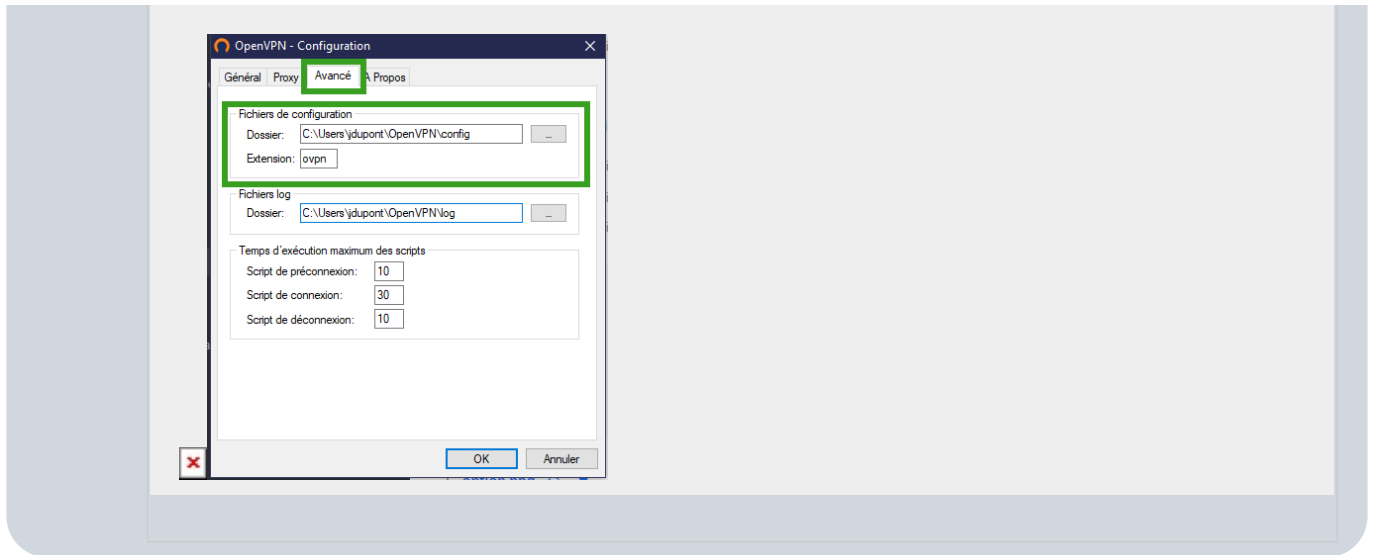 OpenVPN - Configuration
Général Proxy Avancé A Propos
Fichiers de configuration
Dossier: C:\Users\jdupont\OpenVPN\config ...
Extension: ovpn
Fichiers log
Dossier: C:\Users\jdupont\OpenVPN\log ...
Temps d'exécution maximum des scripts
Script de préconnexion: 10
Script de connexion: 30
Script de déconnexion: 10
OK Annuler